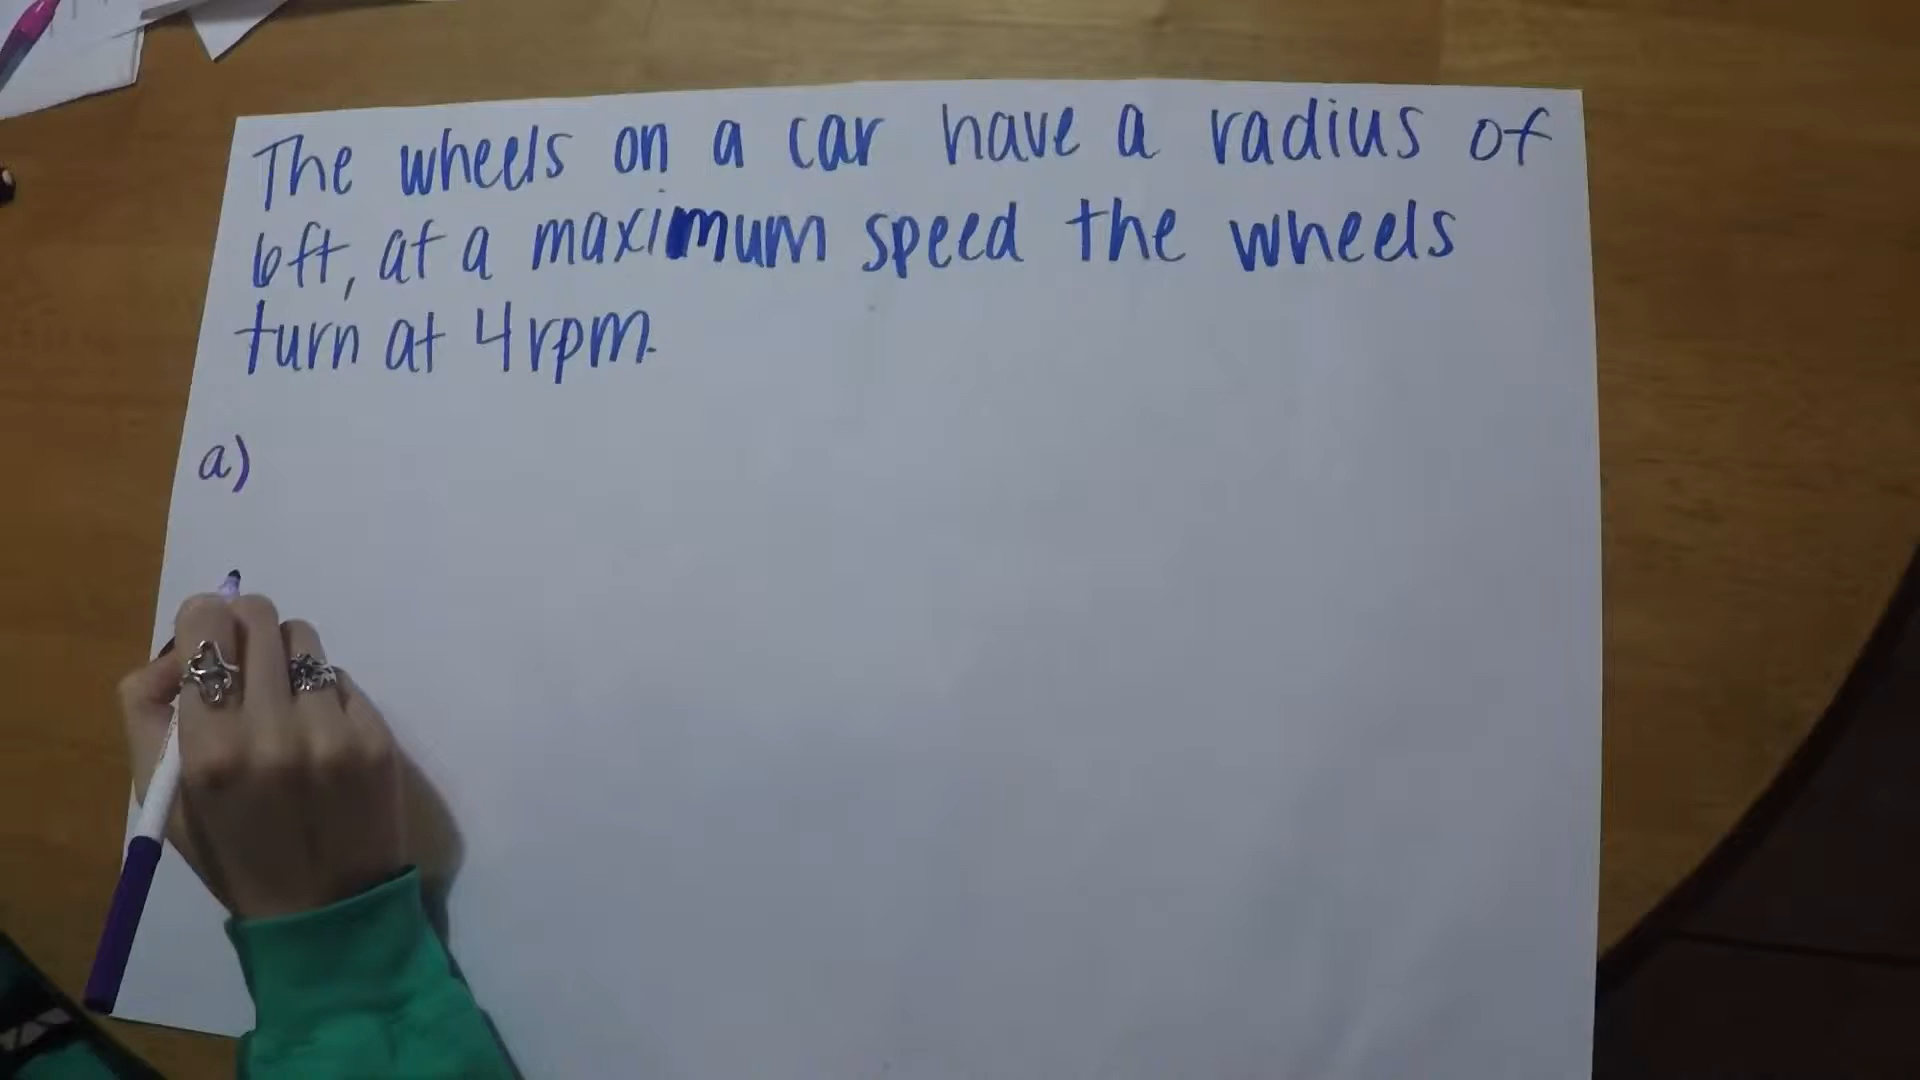 The wheels on a car have a radius of
6ft, at a maximum speed the wheels
turn at 4rpm.
a)